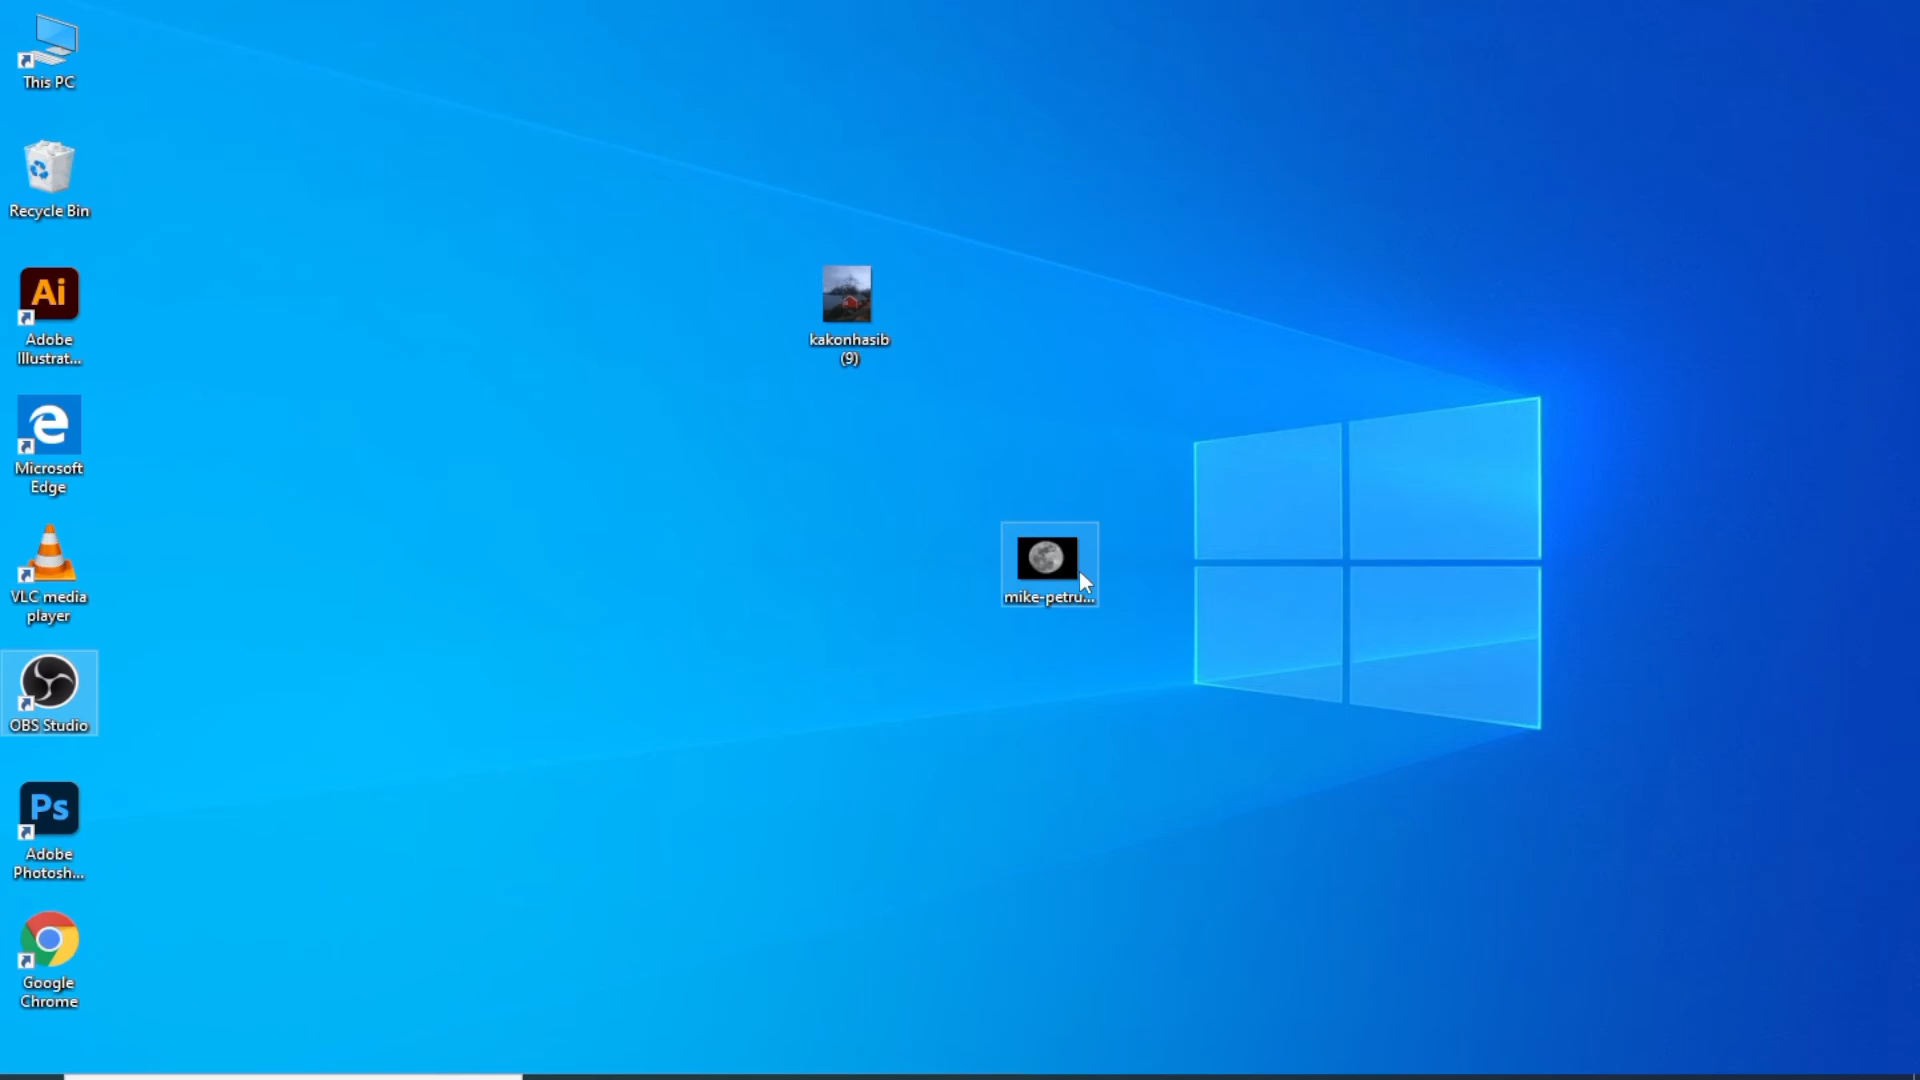 This PC
Recycle Bin
Ai
Adobe
Illustrat...
Microsoft
Edge
VLC media
player
OBS Studio
Ps
Adobe
Photosh...
Google
Chrome
kakonhasib
(9)
mike-petru...